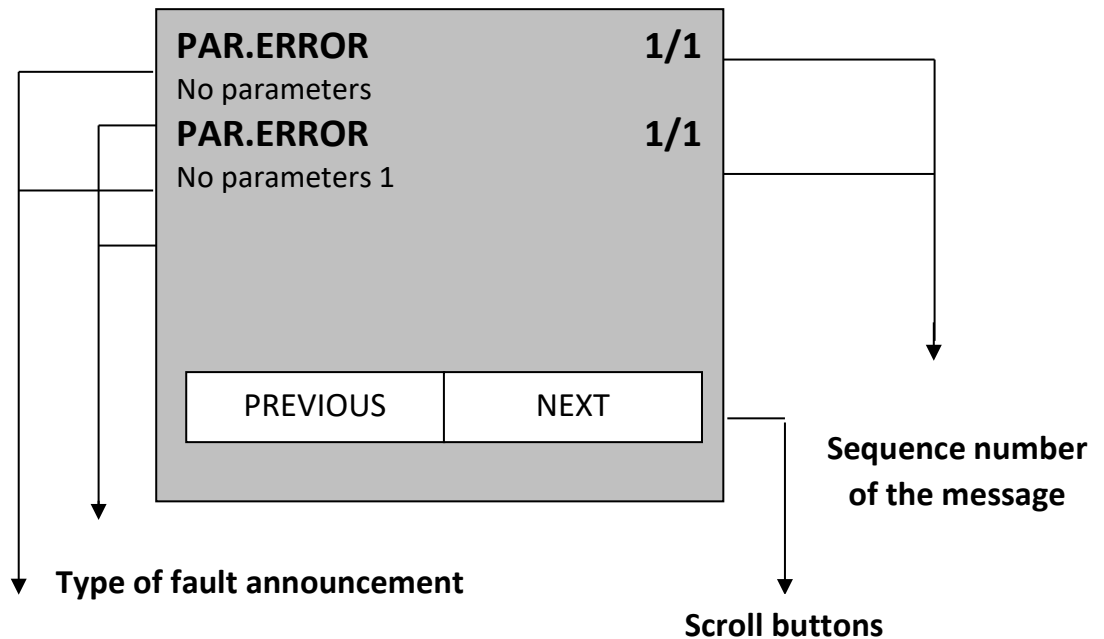 PAR.ERROR 1/1
No parameters
PAR.ERROR 1/1
No parameters 1
PREVIOUS NEXT
Sequence number
of the message
Type of fault announcement
Scroll buttons